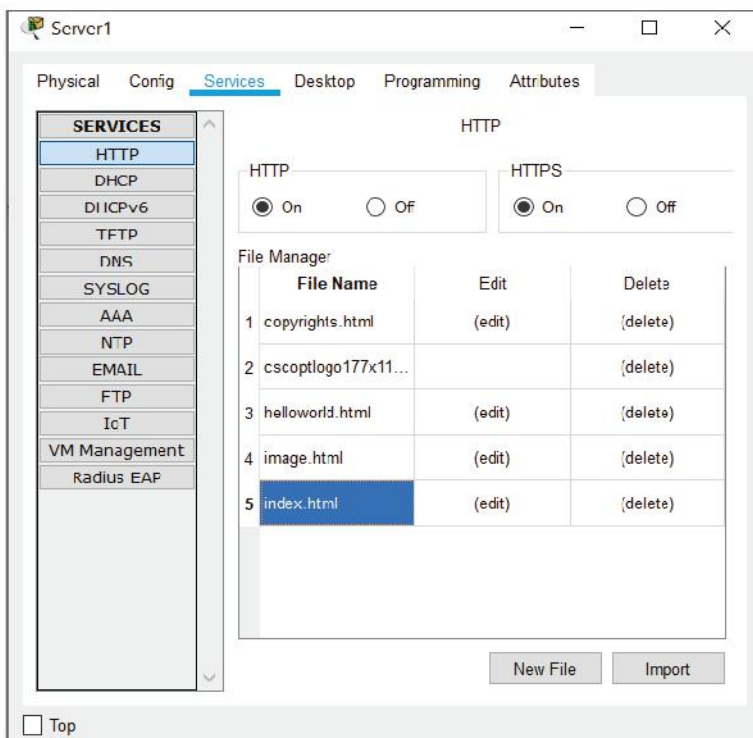 Server1
Physical Config Services Desktop Programming Attributes
SERVICES
HTTP
DHCP
DHCPv6
TFTP
DNS
SYSLOG
AAA
NTP
EMAIL
FTP
IoT
VM Management
Radius EAP
HTTP
HTTP
On Off
HTTPS
On Off
File Manager
File Name Edit Delete
1 copyrights.html (edit) (delete)
2 cscoptlogo177x11... (delete)
3 helloworld.html (edit) (delete)
4 image.html (edit) (delete)
5 index.html (edit) (delete)
New File Import
Top